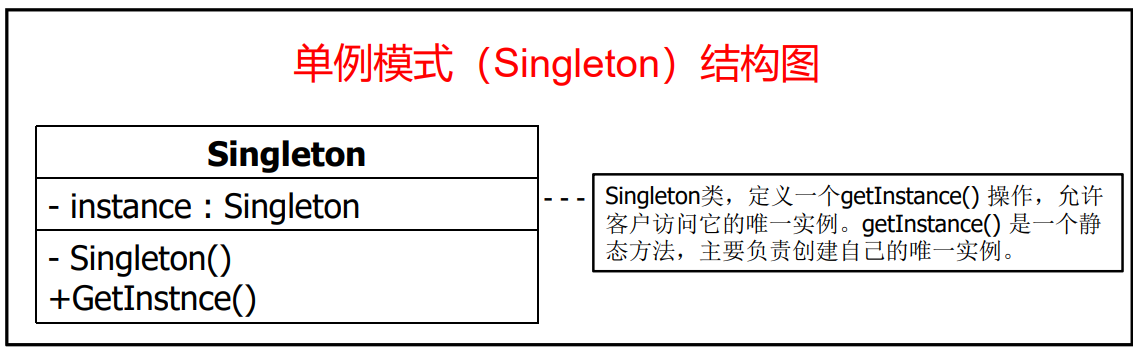 单例模式（Singleton）结构图
Singleton
- instance : Singleton
- Singleton()
+GetInstnce()
Singleton类，定义一个getInstance() 操作，允许
客户访问它的唯一实例。getInstance() 是一个静
态方法，主要负责创建自己的唯一实例。